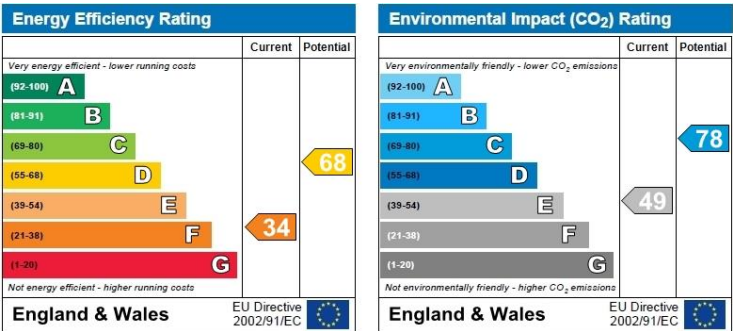 Energy Efficiency Rating
Current Potential
Very energy efficient - lower running costs
(92-100) A
(81-91) B
(69-80) C
(55-68) D
68
(39-54) E
(21-38) F
34
(1-20) G
Not energy efficient - higher running costs
England & Wales
EU Directive
2002/91/EC
Environmental Impact (CO₂) Rating
Current Potential
Very environmentally friendly - lower CO₂ emissions
(92-100) A
(81-91) B
(69-80) C
78
(55-68) D
(39-54) E
49
(21-38) F
(1-20) G
Not environmentally friendly - higher CO₂ emissions
England & Wales
EU Directive
2002/91/EC